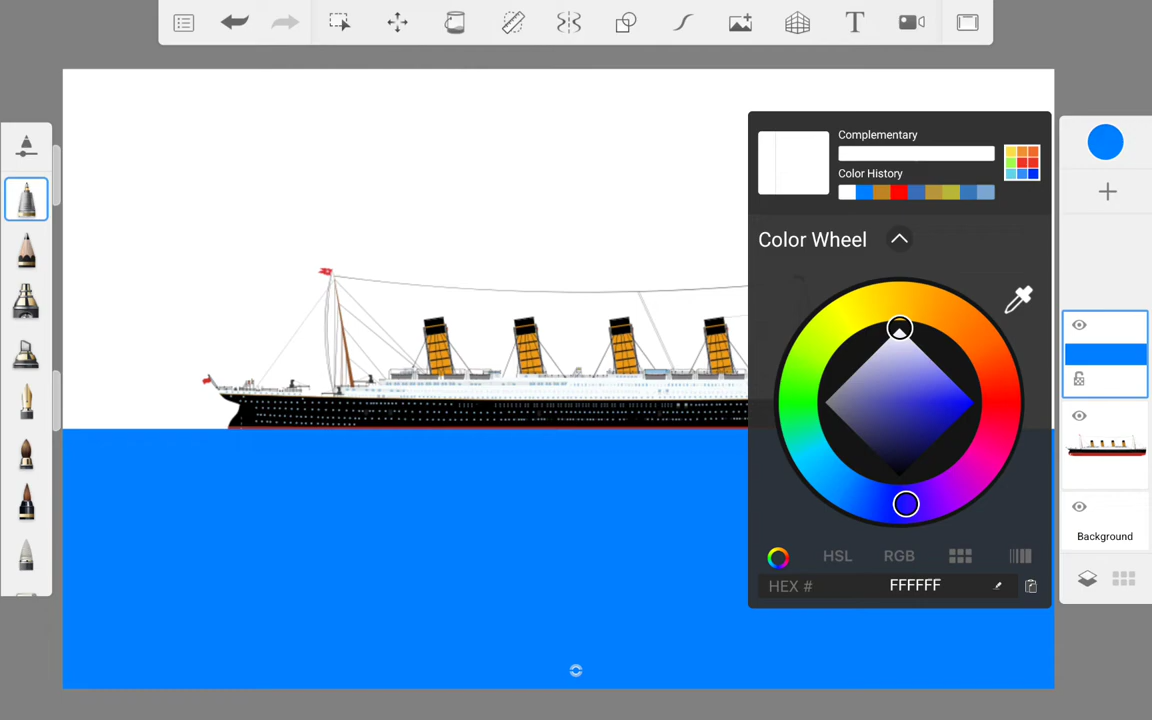 T
Complementary
Color History
Color Wheel
HSL
RGB
HEX #
FFFFFF
Background